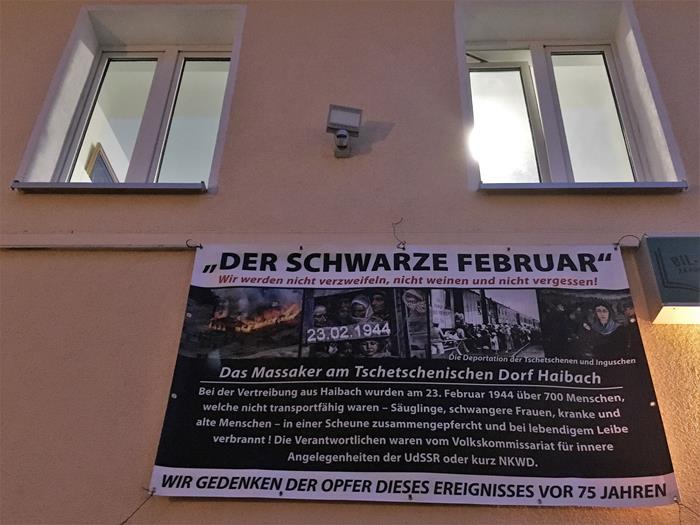 „DER SCHWARZE FEBRUAR“
Wir werden nicht verzweifeln, nicht weinen und nicht vergessen!
23.02.1944
Die Deportation der Tschetschenen und Inguschen
Das Massaker am Tschetschenischen Dorf Haibach
Bei der Vertreibung aus Haibach wurden am 23. Februar 1944 über 700 Menschen,
welche nicht transportfähig waren – Säuglinge, schwangere Frauen, kranke und
alte Menschen – in einer Scheune zusammengepfercht und bei lebendigem Leibe
verbrannt ! Die Verantwortlichen waren vom Volkskommissariat für innere
Angelegenheiten der UdSSR oder kurz NKWD.
WIR GEDENKEN DER OPFER DIESES EREIGNISES VOR 75 JAHREN